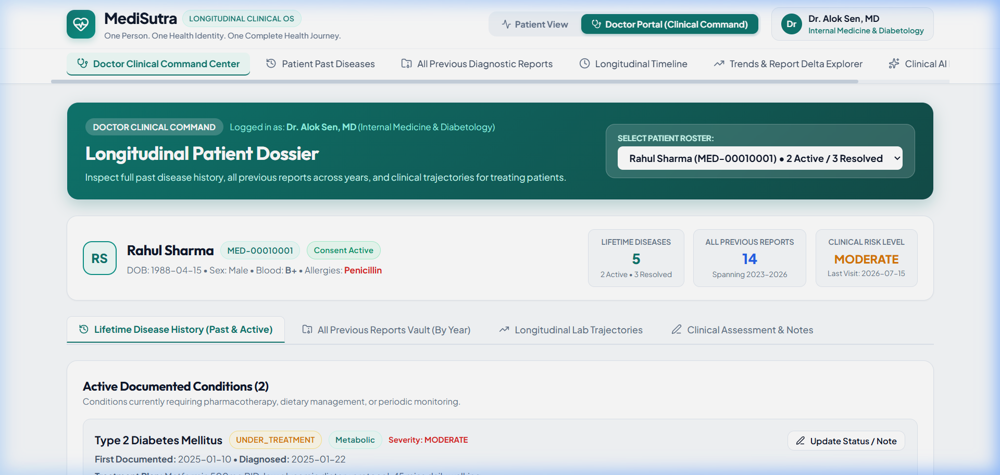 MediSutra
LONGITUDINAL CLINICAL OS
One Person. One Health Identity. One Complete Health Journey.
Patient View
Doctor Portal (Clinical Command)
Dr
Dr. Alok Sen, MD
Internal Medicine & Diabetology
Doctor Clinical Command Center
Patient Past Diseases
All Previous Diagnostic Reports
Longitudinal Timeline
Trends & Report Delta Explorer
Clinical AI
DOCTOR CLINICAL COMMAND
Logged in as: Dr. Alok Sen, MD (Internal Medicine & Diabetology)
Longitudinal Patient Dossier
Inspect full past disease history, all previous reports across years, and clinical trajectories for treating patients.
SELECT PATIENT ROSTER:
Rahul Sharma (MED-00010001) • 2 Active / 3 Resolved
RS
Rahul Sharma
MED-00010001
Consent Active
DOB: 1988-04-15 • Sex: Male • Blood: B+ • Allergies: Penicillin
LIFETIME DISEASES
5
2 Active • 3 Resolved
ALL PREVIOUS REPORTS
14
Spanning 2023-2026
CLINICAL RISK LEVEL
MODERATE
Last Visit: 2026-07-15
Lifetime Disease History (Past & Active)
All Previous Reports Vault (By Year)
Longitudinal Lab Trajectories
Clinical Assessment & Notes
Active Documented Conditions (2)
Conditions currently requiring pharmacotherapy, dietary management, or periodic monitoring.
Type 2 Diabetes Mellitus
UNDER_TREATMENT
Metabolic
Severity: MODERATE
Update Status / Note
First Documented: 2025-01-10 • Diagnosed: 2025-01-22